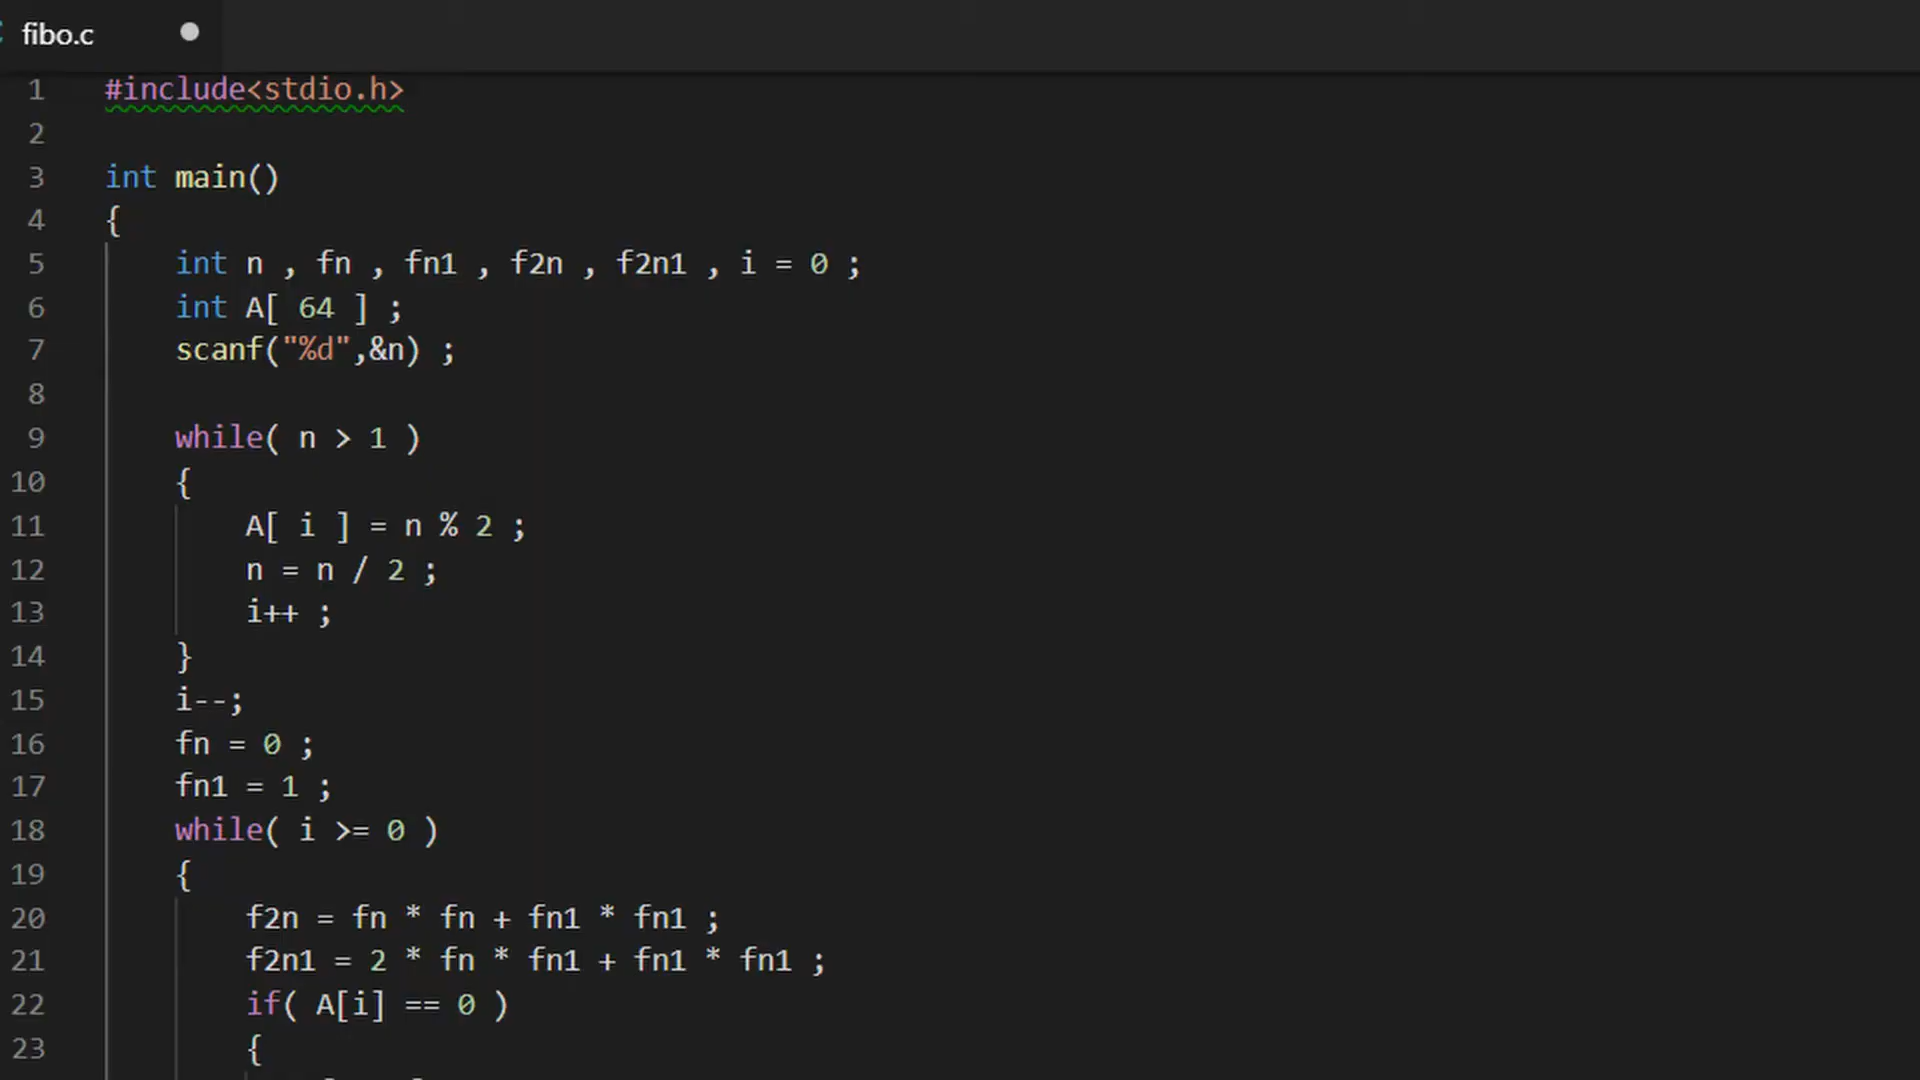 fibo.c
1 #include<stdio.h>
2
3 int main()
4 {
5 int n , fn , fn1 , f2n , f2n1 , i = 0 ;
6 int A[ 64 ] ;
7 scanf("%d",&n) ;
8
9 while( n > 1 )
10 {
11 A[ i ] = n % 2 ;
12 n = n / 2 ;
13 i++ ;
14 }
15 i--;
16 fn = 0 ;
17 fn1 = 1 ;
18 while( i >= 0 )
19 {
20 f2n = fn * fn + fn1 * fn1 ;
21 f2n1 = 2 * fn * fn1 + fn1 * fn1 ;
22 if( A[i] == 0 )
23 {